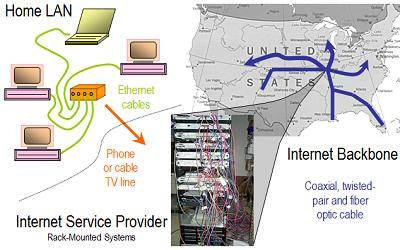 Home LAN
Ethernet
cables
UNITED
STATES
Phone
or cable
TV line
Internet Backbone
Coaxial, twisted-
pair and fiber
optic cable
Internet Service Provider
Rack-Mounted Systems